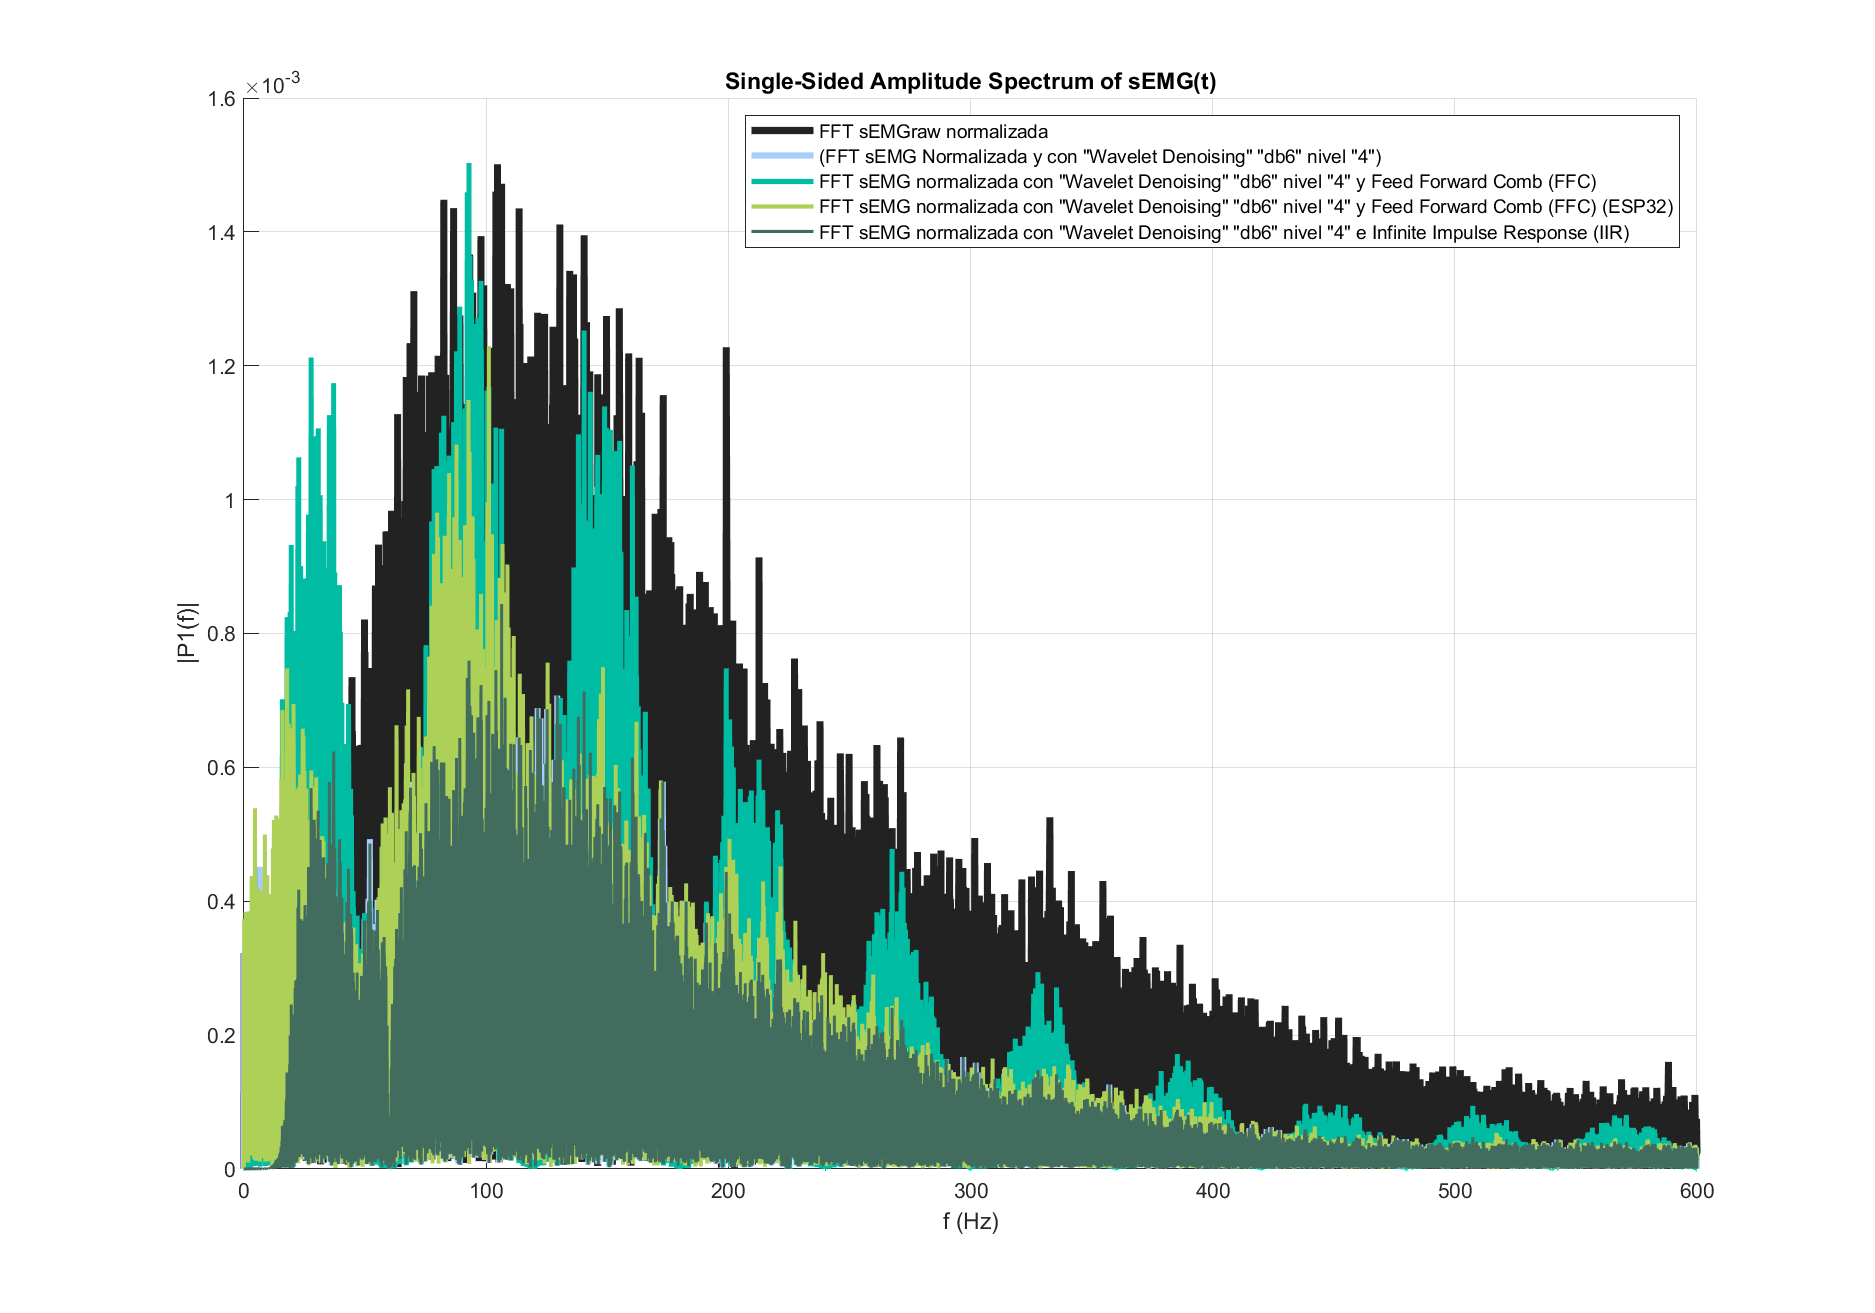 Single-Sided Amplitude Spectrum of sEMG(t)
×10-3
FFT sEMGraw normalizada
(FFT sEMG Normalizada y con "Wavelet Denoising" "db6" nivel "4")
FFT sEMG normalizada con "Wavelet Denoising" "db6" nivel "4" y Feed Forward Comb (FFC)
FFT sEMG normalizada con "Wavelet Denoising" "db6" nivel "4" y Feed Forward Comb (FFC) (ESP32)
FFT sEMG normalizada con "Wavelet Denoising" "db6" nivel "4" e Infinite Impulse Response (IIR)
1.6
1.4
1.2
1
0.8
0.6
0.4
0.2
0
|P1(f)|
0 100 200 300 400 500 600
f (Hz)